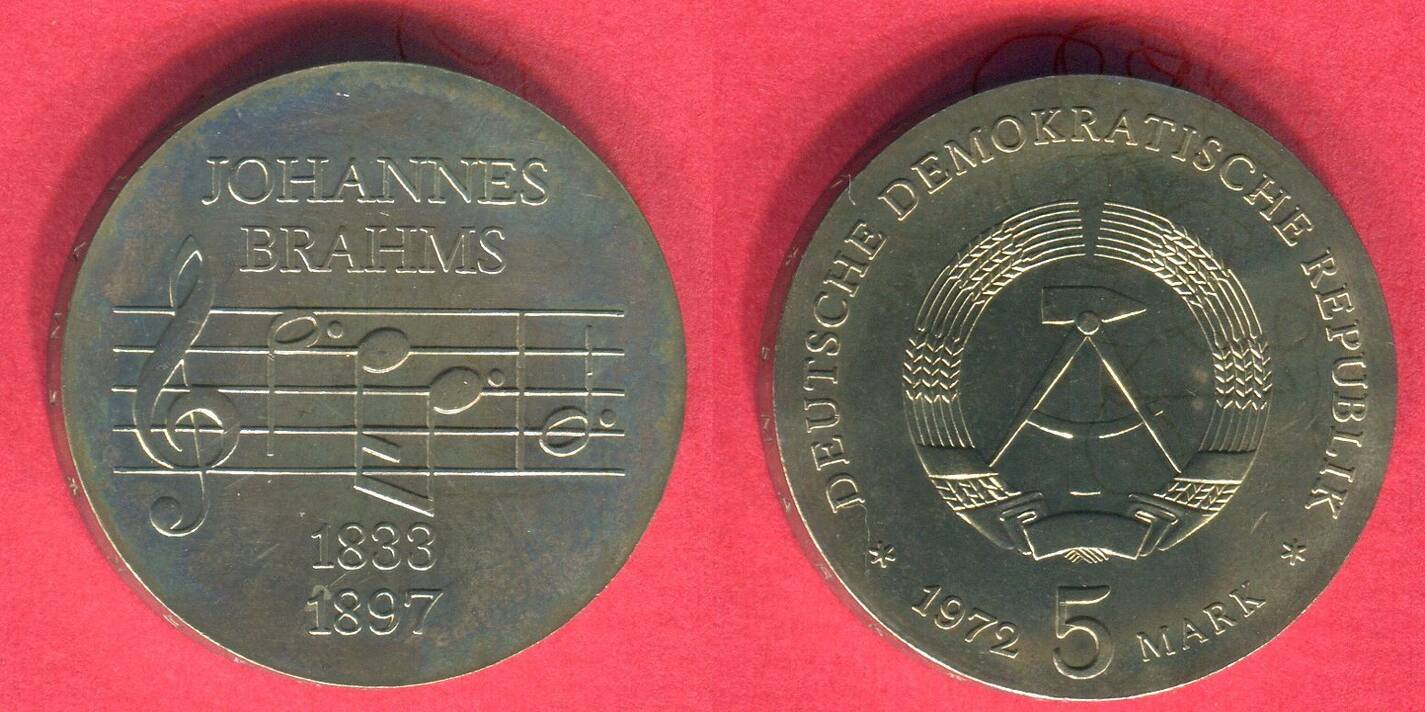 JOHANNES
BRAHMS
1833
1897
DEUTSCHE DEMOKRATISCHE REPUBLIK
* 1972 5 MARK *